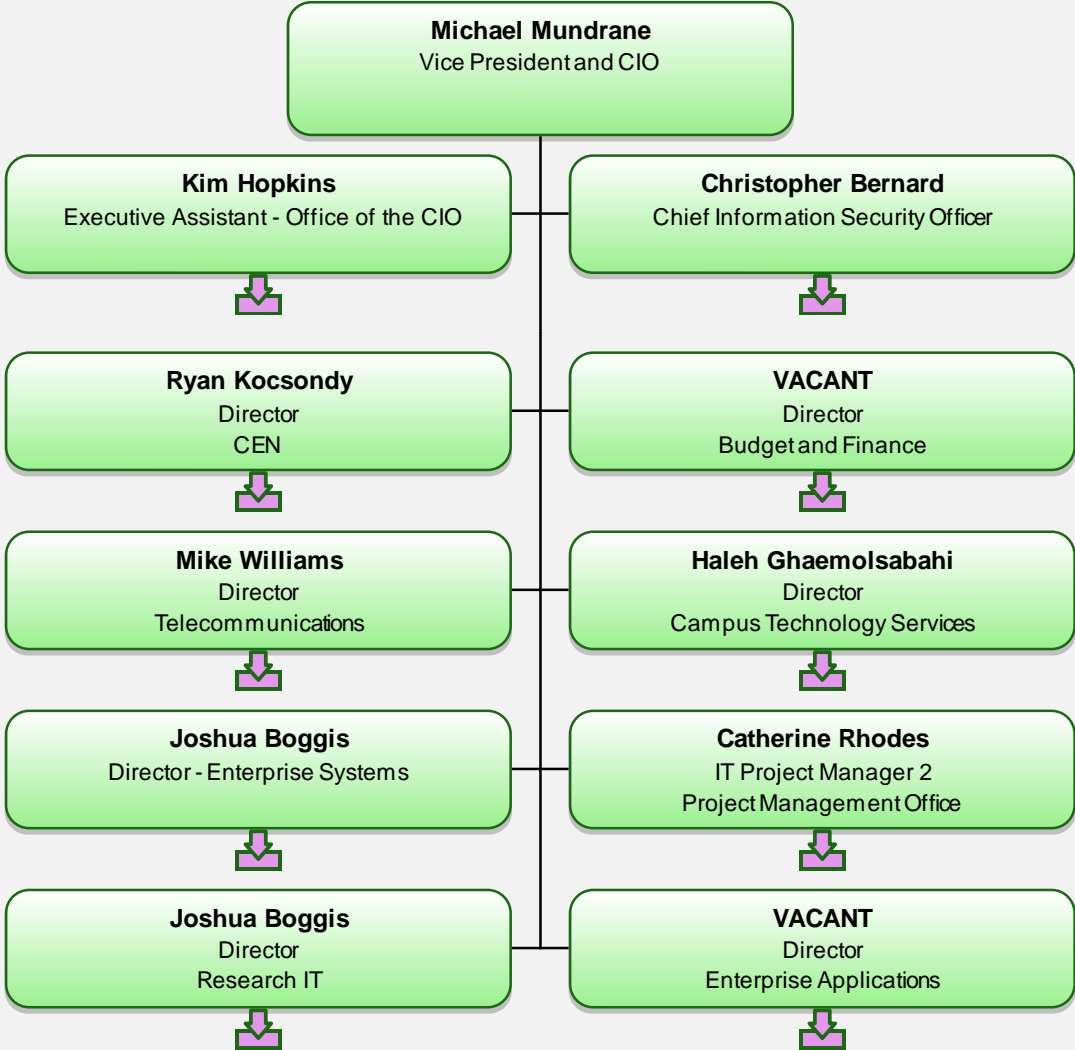 Michael Mundrane
Vice President and CIO
Kim Hopkins
Executive Assistant - Office of the CIO
Christopher Bernard
Chief Information Security Officer
Ryan Kocsondy
Director
CEN
VACANT
Director
Budget and Finance
Mike Williams
Director
Telecommunications
Haleh Ghaemolsabahi
Director
Campus Technology Services
Joshua Boggis
Director - Enterprise Systems
Catherine Rhodes
IT Project Manager 2
Project Management Office
Joshua Boggis
Director
Research IT
VACANT
Director
Enterprise Applications